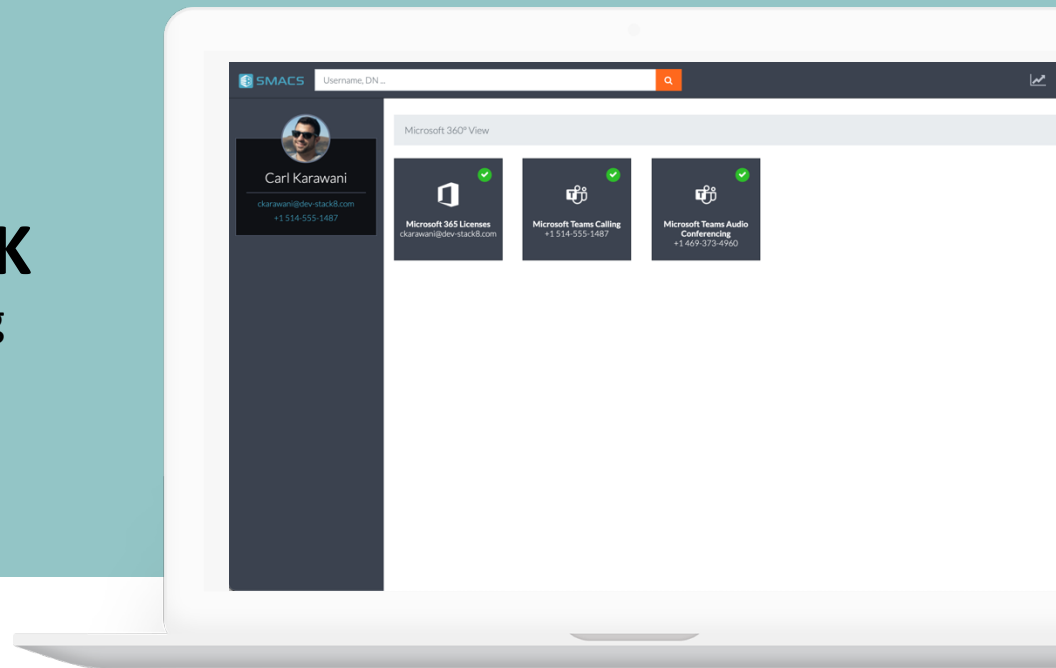 K
g
SMACS
Username, DN ...
Carl Karawani
ckarawani@dev-stack8.com
+1 514-555-1487
Microsoft 360° View
Microsoft 365 Licenses
ckarawani@dev-stack8.com
Microsoft Teams Calling
+1 514-555-1487
Microsoft Teams Audio
Conferencing
+1 469-373-4960